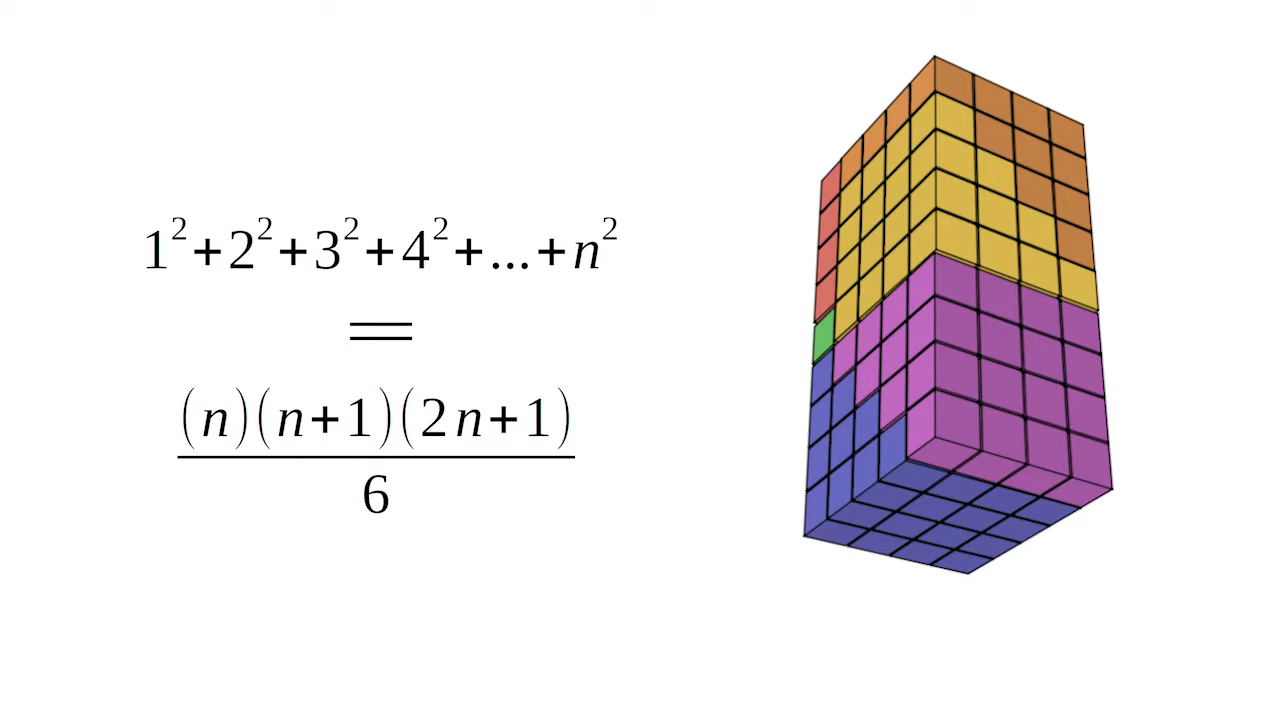 1²+2²+3²+4²+...+n²
=
(n)(n+1)(2n+1)
6